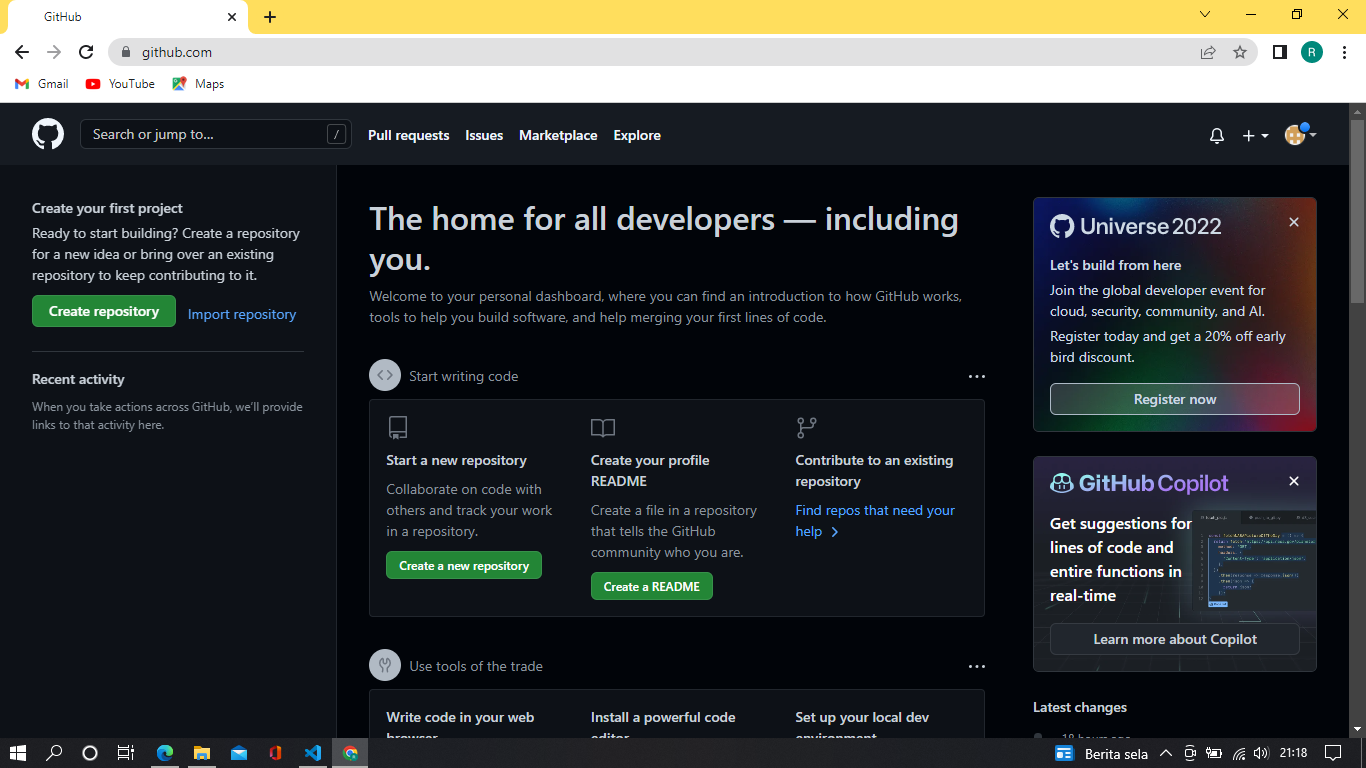 GitHub
github.com
Gmail
YouTube
Maps
R
Search or jump to...
/
Pull requests
Issues
Marketplace
Explore
Create your first project
Ready to start building? Create a repository
for a new idea or bring over an existing
repository to keep contributing to it.
Create repository
Import repository
Recent activity
When you take actions across GitHub, we'll provide
links to that activity here.
The home for all developers — including
you.
Welcome to your personal dashboard, where you can find an introduction to how GitHub works,
tools to help you build software, and help merging your first lines of code.
Start writing code
Start a new repository
Collaborate on code with
others and track your work
in a repository.
Create a new repository
Create your profile
README
Create a file in a repository
that tells the GitHub
community who you are.
Create a README
Contribute to an existing
repository
Find repos that need your
help
Use tools of the trade
Write code in your web
browser
Install a powerful code
editor
Set up your local dev
environment
Universe 2022
Let's build from here
Join the global developer event for
cloud, security, community, and AI.
Register today and get a 20% off early
bird discount.
Register now
GitHub Copilot
Get suggestions for
lines of code and
entire functions in
real-time
Learn more about Copilot
Latest changes
18 hours ago
Berita sela
21:18